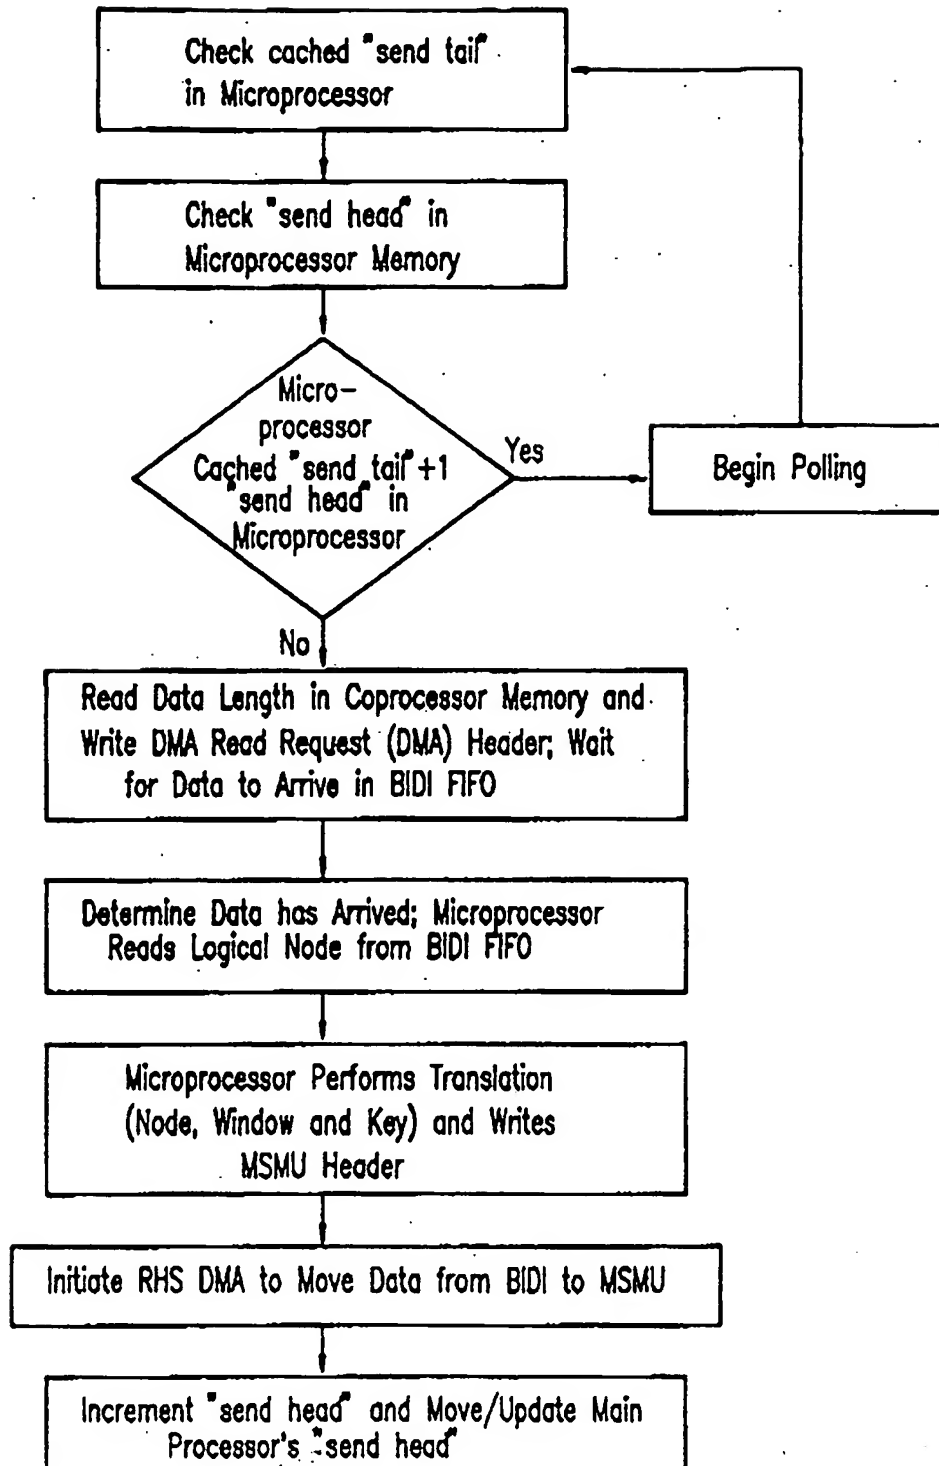 Check cached "send tail"
in Microprocessor
Check "send head" in
Microprocessor Memory
Micro-
processor
Cached "send tail"+1
"send head" in
Microprocessor
Yes
Begin Polling
No
Read Data Length in Coprocessor Memory and
Write DMA Read Request (DMA) Header; Wait
for Data to Arrive in BIDI FIFO
Determine Data has Arrived; Microprocessor
Reads Logical Node from BIDI FIFO
Microprocessor Performs Translation
(Node, Window and Key) and Writes
MSMU Header
Initiate RHS DMA to Move Data from BIDI to MSMU
Increment "send head" and Move/Update Main
Processor's "send head"